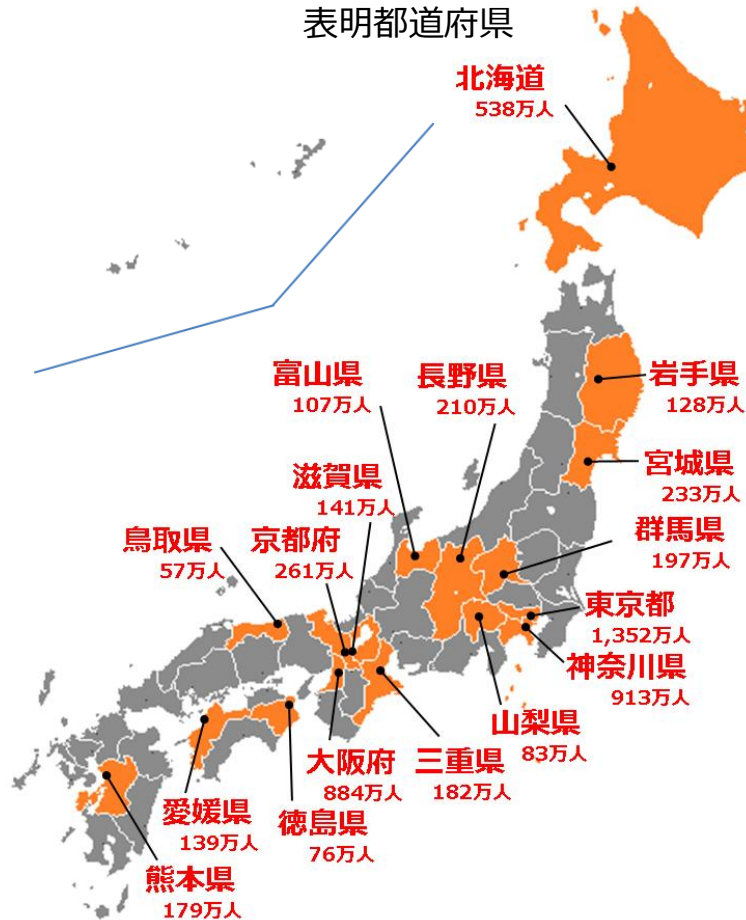 表明都道府県
北海道
538万人
富山県
107万人
長野県
210万人
岩手県
128万人
宮城県
233万人
滋賀県
141万人
群馬県
197万人
鳥取県
57万人
京都府
261万人
東京都
1,352万人
神奈川県
913万人
山梨県
83万人
大阪府
884万人
三重県
182万人
愛媛県
139万人
徳島県
76万人
熊本県
179万人